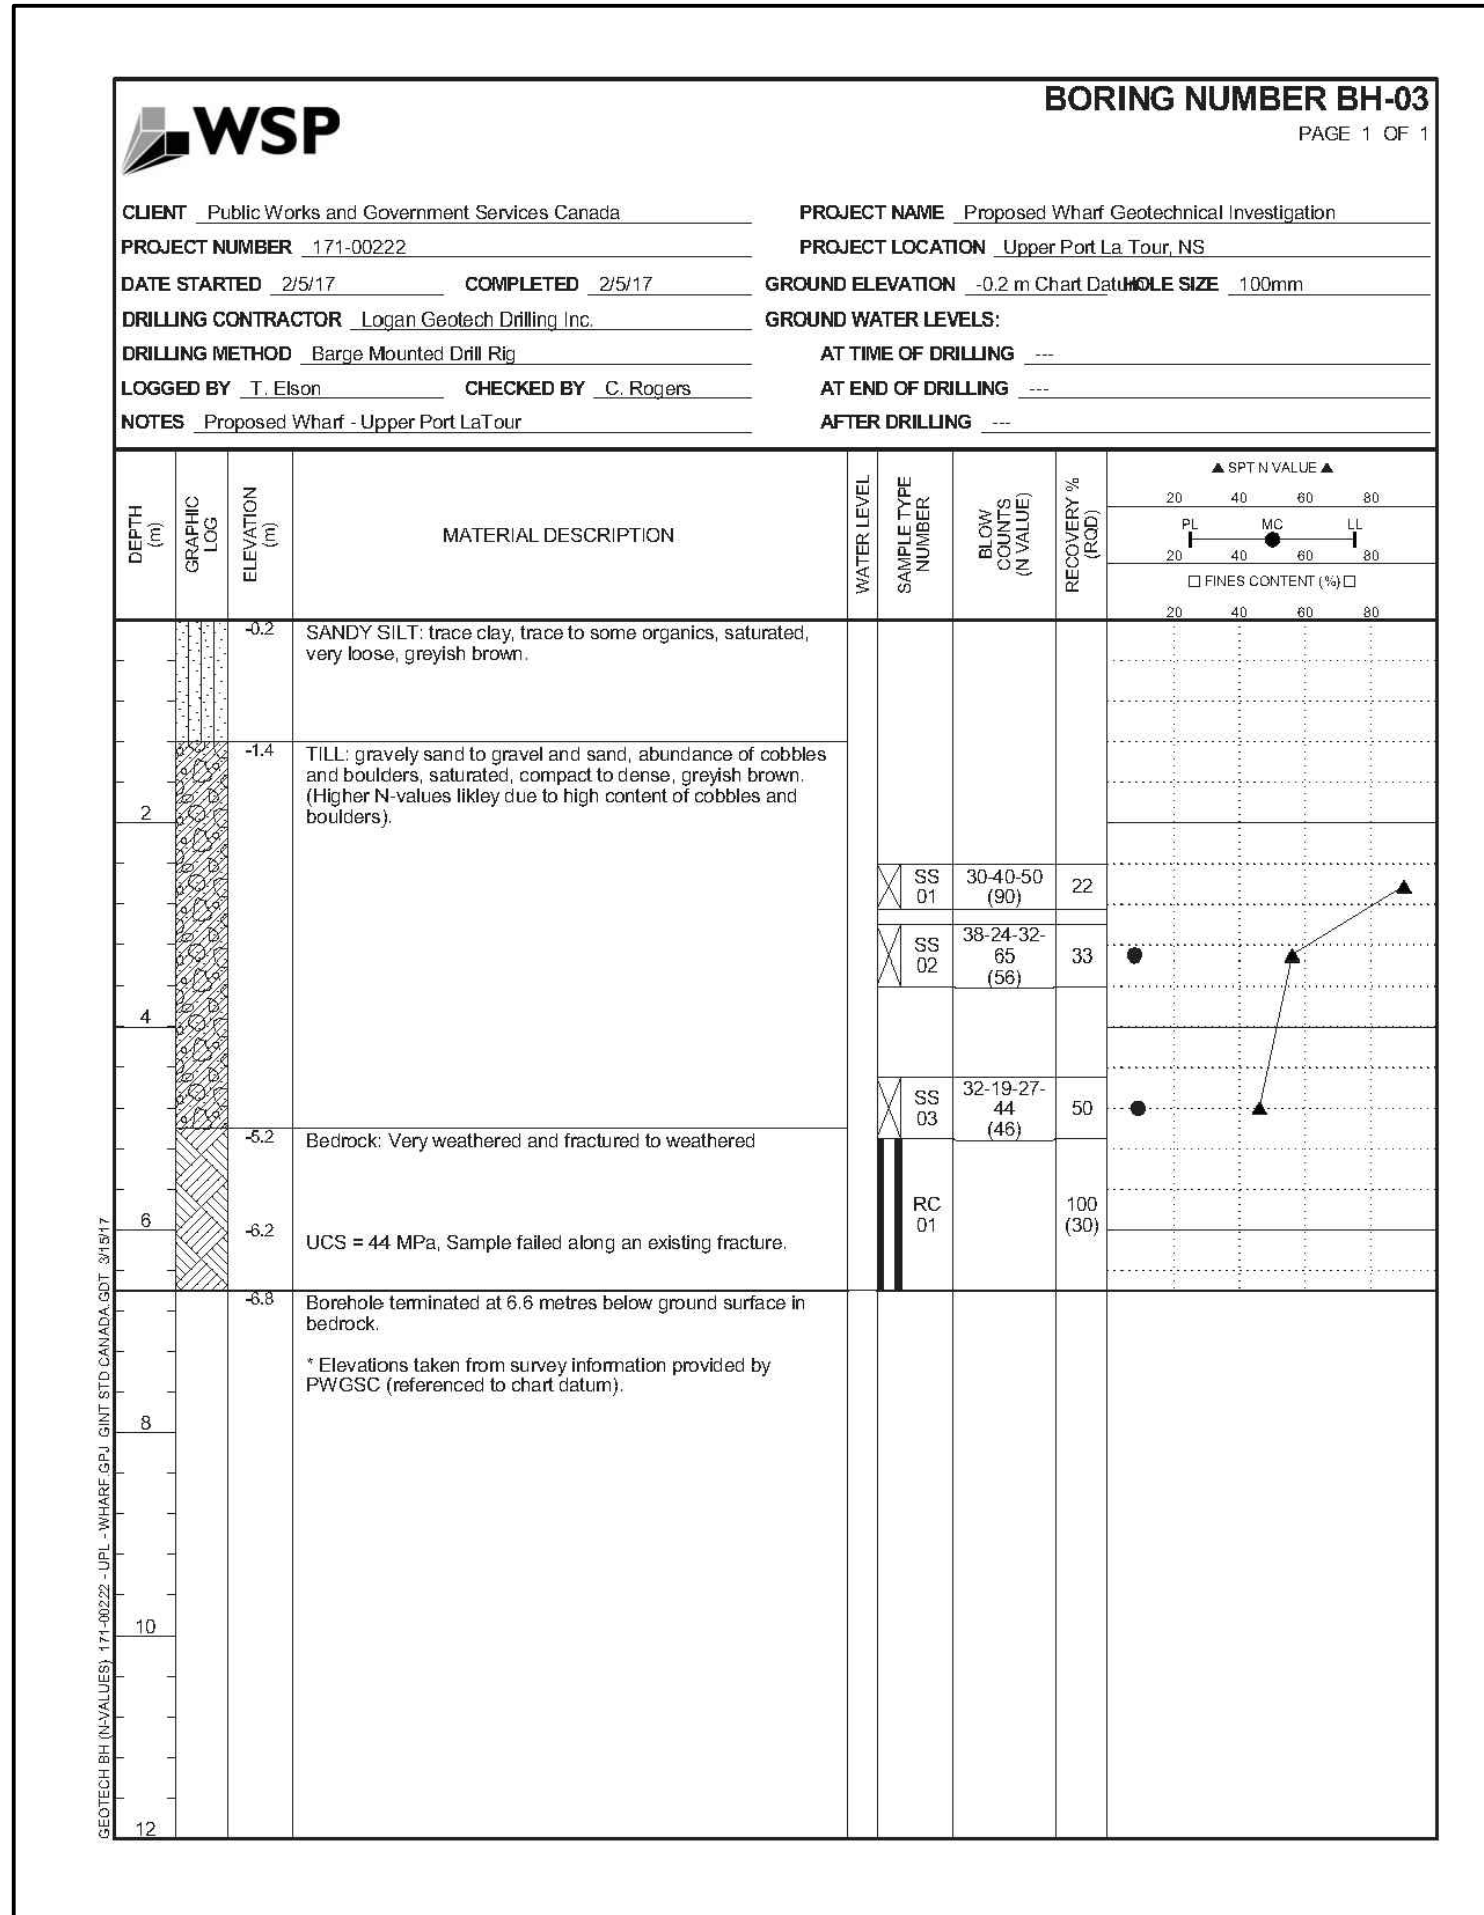 WSP
BORING NUMBER BH-03
PAGE 1 OF 1
CLIENT Public Works and Government Services Canada
PROJECT NAME Proposed Wharf Geotechnical Investigation
PROJECT NUMBER 171-00222
PROJECT LOCATION Upper Port La Tour, NS
DATE STARTED 2/5/17 COMPLETED 2/5/17
GROUND ELEVATION -0.2 m Chart Datum HOLE SIZE 100mm
DRILLING CONTRACTOR Logan Geotech Drilling Inc.
GROUND WATER LEVELS:
DRILLING METHOD Barge Mounted Drill Rig
AT TIME OF DRILLING ---
LOGGED BY T. Elson CHECKED BY C. Rogers
AT END OF DRILLING ---
NOTES Proposed Wharf - Upper Port LaTour
AFTER DRILLING ---
DEPTH
(m)
GRAPHIC
LOG
ELEVATION
(m)
MATERIAL DESCRIPTION
WATER LEVEL
SAMPLE TYPE
NUMBER
BLOW
COUNTS
(N VALUE)
RECOVERY %
(RQD)
▲ SPT N VALUE ▲
20 40 60 80
PL MC LL
20 40 60 80
□ FINES CONTENT (%) □
20 40 60 80
-0.2
SANDY SILT: trace clay, trace to some organics, saturated,
very loose, greyish brown.
-1.4
TILL: gravely sand to gravel and sand, abundance of cobbles
and boulders, saturated, compact to dense, greyish brown.
(Higher N-values likley due to high content of cobbles and
boulders).
2
SS
01
30-40-50
(90)
22
SS
02
38-24-32-
65
(56)
33
4
SS
03
32-19-27-
44
(46)
50
-5.2
Bedrock: Very weathered and fractured to weathered
RC
01
100
(30)
6
-6.2
UCS = 44 MPa, Sample failed along an existing fracture.
-6.8
Borehole terminated at 6.6 metres below ground surface in
bedrock.
* Elevations taken from survey information provided by
PWGSC (referenced to chart datum).
8
10
12
GEOTECH BH (N-VALUES) 171-00222 - UPL - WHARF.GPJ GINT STD CANADA.GDT 3/15/17